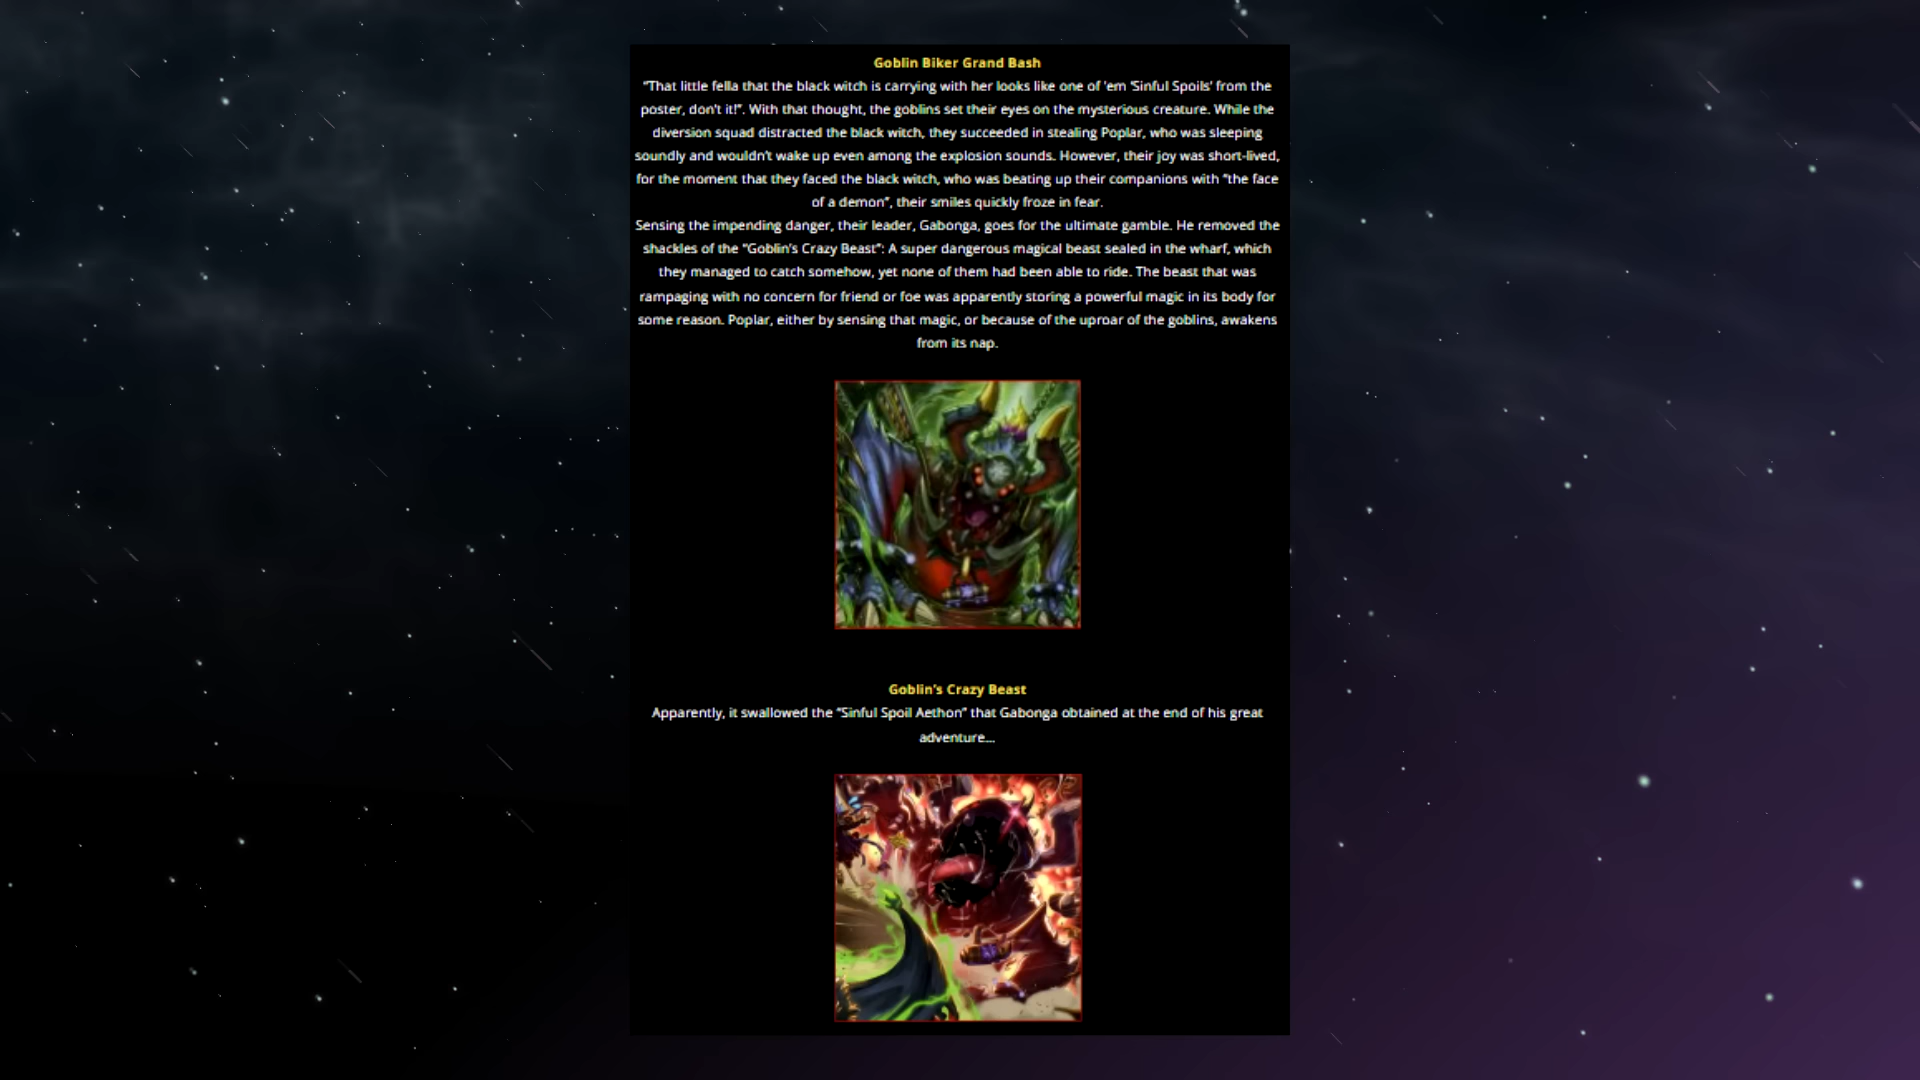 Goblin Biker Grand Bash
"That little fella that the black witch is carrying with her looks like one of 'em 'Sinful Spoils' from the
poster, don't it!". With that thought, the goblins set their eyes on the mysterious creature. While the
diversion squad distracted the black witch, they succeeded in stealing Poplar, who was sleeping
soundly and wouldn't wake up even among the explosion sounds. However, their joy was short-lived,
for the moment that they faced the black witch, who was beating up their companions with "the face
of a demon", their smiles quickly froze in fear.
Sensing the impending danger, their leader, Gabonga, goes for the ultimate gamble. He removed the
shackles of the "Goblin's Crazy Beast": A super dangerous magical beast sealed in the wharf, which
they managed to catch somehow, yet none of them had been able to ride. The beast that was
rampaging with no concern for friend or foe was apparently storing a powerful magic in its body for
some reason. Poplar, either by sensing that magic, or because of the uproar of the goblins, awakens
from its nap.
Goblin's Crazy Beast
Apparently, it swallowed the "Sinful Spoil Aethon" that Gabonga obtained at the end of his great
adventure...